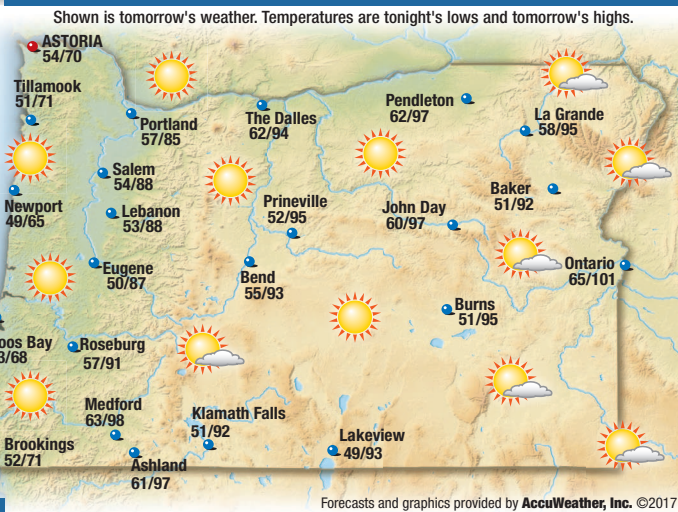 Shown is tomorrow's weather. Temperatures are tonight's lows and tomorrow's highs.
ASTORIA
54/70
Tillamook
51/71
Portland
57/85
The Dalles
62/94
Pendleton
62/97
La Grande
58/95
Salem
54/88
Newport
49/65
Lebanon
53/88
Prineville
52/95
John Day
60/97
Baker
51/92
Eugene
50/87
Bend
55/93
Ontario
65/101
Burns
51/95
oos Bay
/68
Roseburg
57/91
Medford
63/98
Klamath Falls
51/92
Lakeview
49/93
Brookings
52/71
Ashland
61/97
Forecasts and graphics provided by AccuWeather, Inc. ©2017